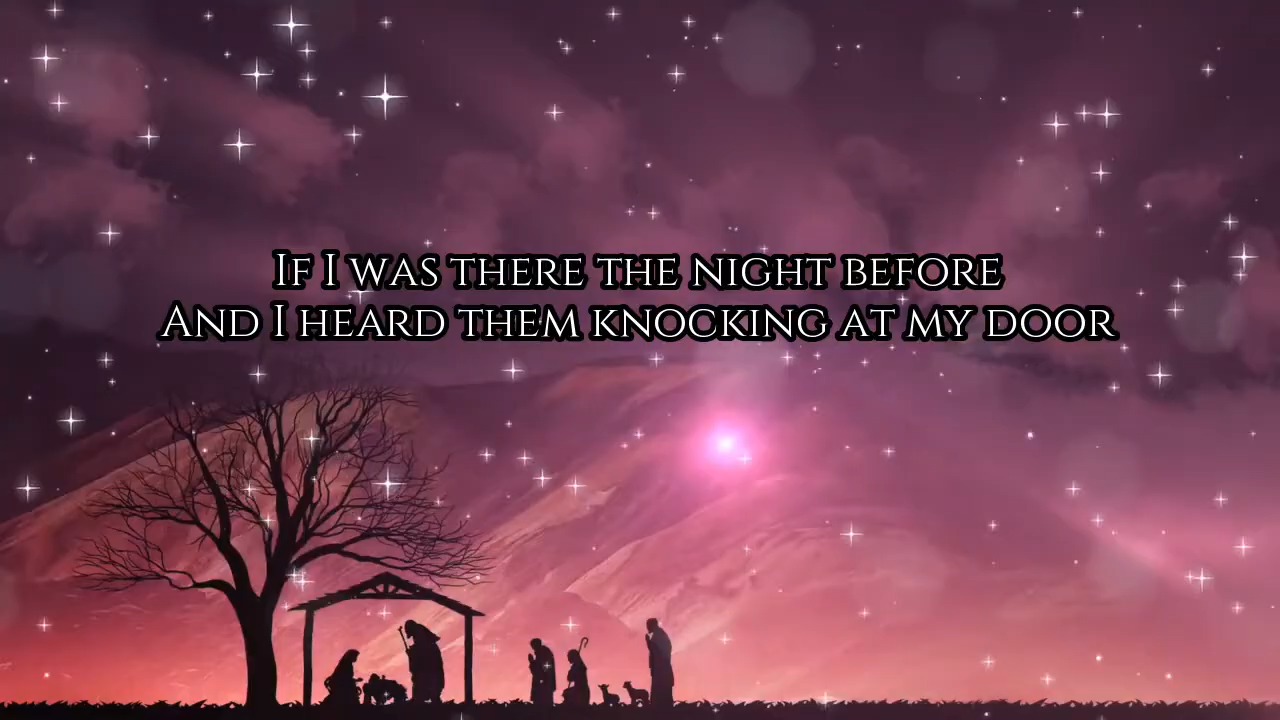 If I was there the night before
And I heard them knocking at my door